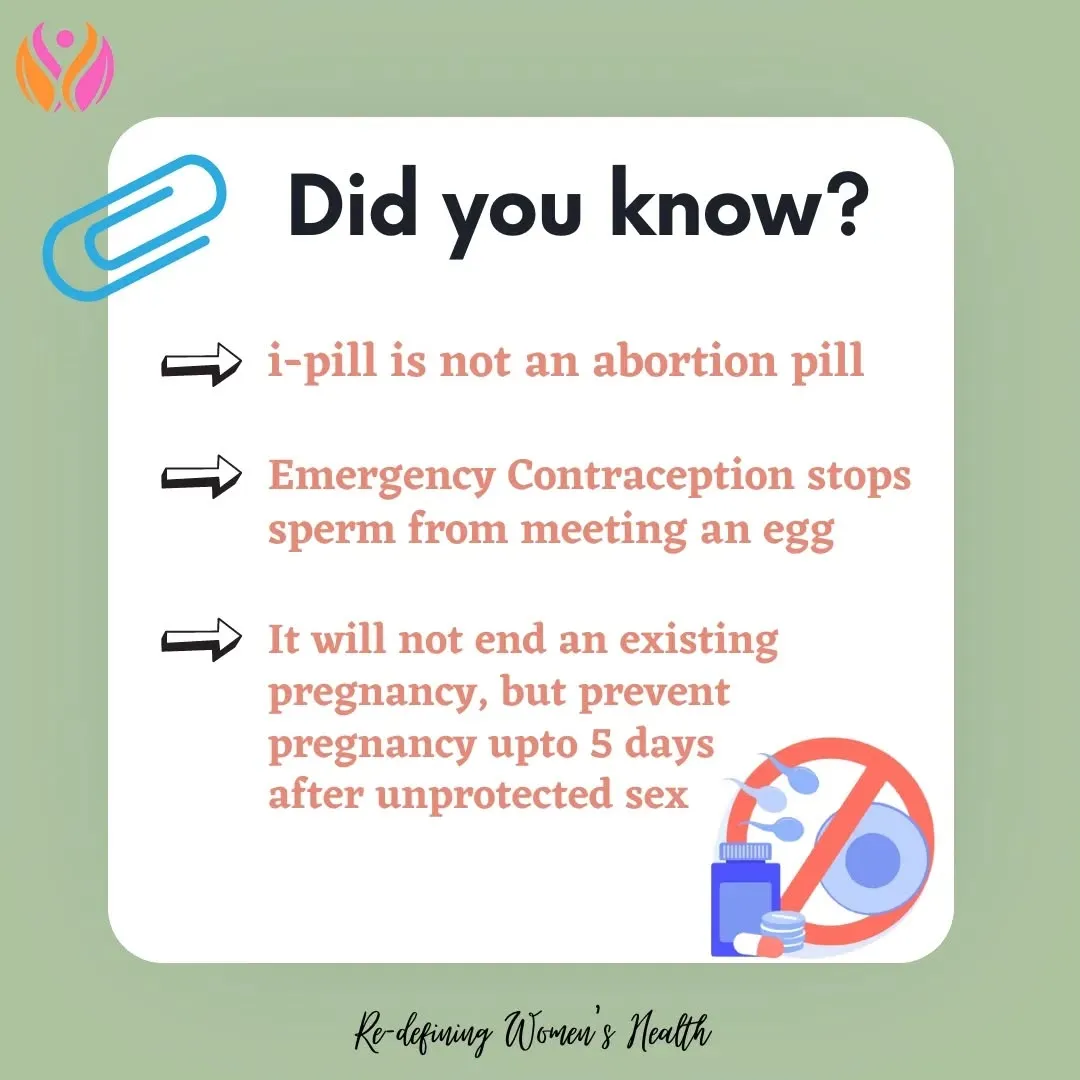 Did you know?
i-pill is not an abortion pill
Emergency Contraception stops
sperm from meeting an egg
It will not end an existing
pregnancy, but prevent
pregnancy upto 5 days
after unprotected sex
Re-defining Women's Health